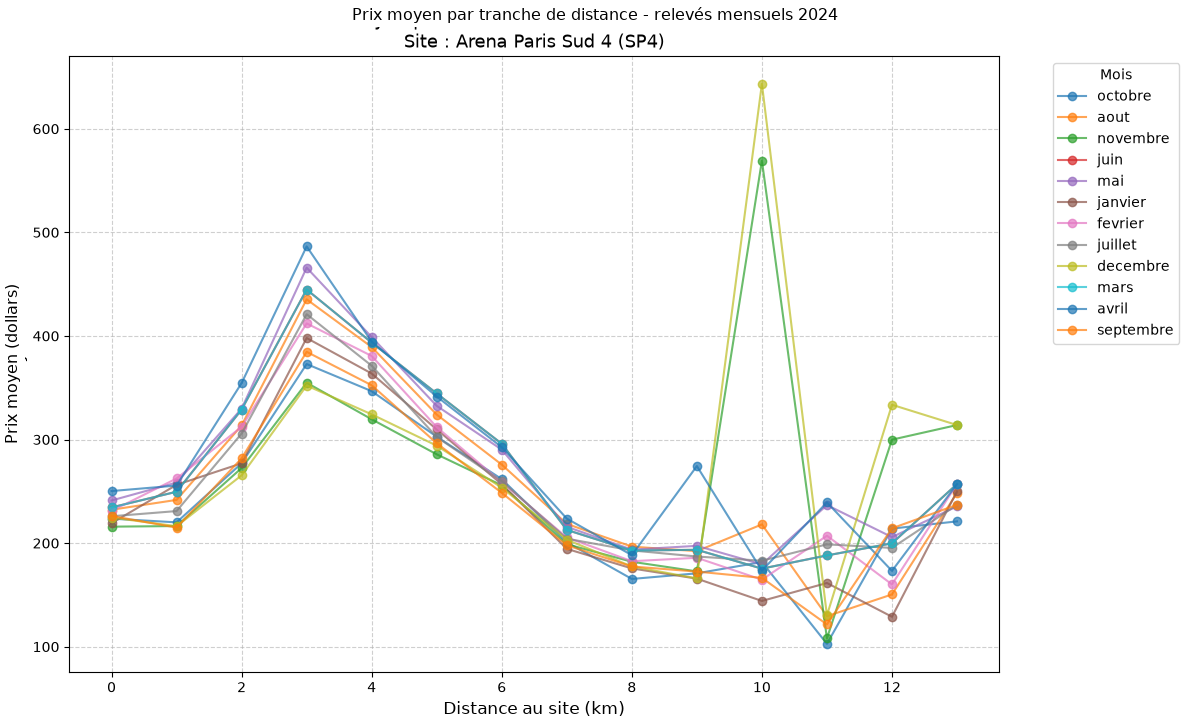 Prix moyen par tranche de distance - relevés mensuels 2024
Site : Arena Paris Sud 4 (SP4)
Prix moyen (dollars)
600
500
400
300
200
100
0
2
4
6
8
10
12
Distance au site (km)
Mois
octobre
aout
novembre
juin
mai
janvier
fevrier
juillet
decembre
mars
avril
septembre